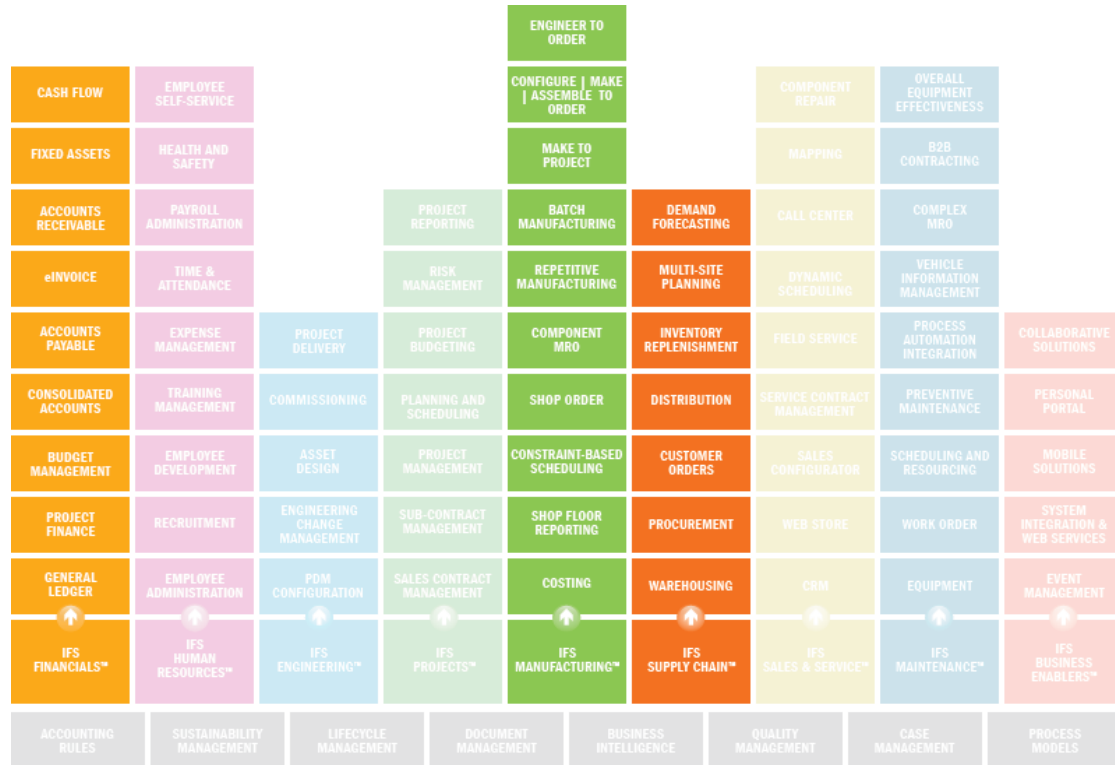 CASH FLOW
FIXED ASSETS
ACCOUNTS
RECEIVABLE
eINVOICE
ACCOUNTS
PAYABLE
CONSOLIDATED
ACCOUNTS
BUDGET
MANAGEMENT
PROJECT
FINANCE
GENERAL
LEDGER
IFS
FINANCIALS™
EMPLOYEE
SELF-SERVICE
HEALTH AND
SAFETY
PAYROLL
ADMINISTRATION
TIME &
ATTENDANCE
EXPENSE
MANAGEMENT
TRAINING
MANAGEMENT
EMPLOYEE
DEVELOPMENT
RECRUITMENT
EMPLOYEE
ADMINISTRATION
IFS
HUMAN
RESOURCES™
PROJECT
DELIVERY
COMMISSIONING
ASSET
DESIGN
ENGINEERING
CHANGE
MANAGEMENT
PDM
CONFIGURATION
IFS
ENGINEERING™
PROJECT
REPORTING
RISK
MANAGEMENT
PROJECT
BUDGETING
PLANNING AND
SCHEDULING
PROJECT
MANAGEMENT
SUB-CONTRACT
MANAGEMENT
SALES CONTRACT
MANAGEMENT
IFS
PROJECTS™
ENGINEER TO
ORDER
CONFIGURE | MAKE
| ASSEMBLE TO
ORDER
MAKE TO
PROJECT
BATCH
MANUFACTURING
REPETITIVE
MANUFACTURING
COMPONENT
MRO
SHOP ORDER
CONSTRAINT-BASED
SCHEDULING
SHOP FLOOR
REPORTING
COSTING
IFS
MANUFACTURING™
DEMAND
FORECASTING
MULTI-SITE
PLANNING
INVENTORY
REPLENISHMENT
DISTRIBUTION
CUSTOMER
ORDERS
PROCUREMENT
WAREHOUSING
IFS
SUPPLY CHAIN™
COMPONENT
REPAIR
MAPPING
CALL CENTER
DYNAMIC
SCHEDULING
FIELD SERVICE
SERVICE CONTRACT
MANAGEMENT
SALES
CONFIGURATOR
WEB STORE
CRM
IFS
SALES & SERVICE™
OVERALL
EQUIPMENT
EFFECTIVENESS
B2B
CONTRACTING
COMPLEX
MRO
VEHICLE
INFORMATION
MANAGEMENT
PROCESS
AUTOMATION
INTEGRATION
PREVENTIVE
MAINTENANCE
SCHEDULING AND
RESOURCING
WORK ORDER
EQUIPMENT
IFS
MAINTENANCE™
COLLABORATIVE
SOLUTIONS
PERSONAL
PORTAL
MOBILE
SOLUTIONS
SYSTEM
INTEGRATION &
WEB SERVICES
EVENT
MANAGEMENT
IFS
BUSINESS
ENABLERS™
ACCOUNTING
RULES
SUSTAINABILITY
MANAGEMENT
LIFECYCLE
MANAGEMENT
DOCUMENT
MANAGEMENT
BUSINESS
INTELLIGENCE
QUALITY
MANAGEMENT
CASE
MANAGEMENT
PROCESS
MODELS